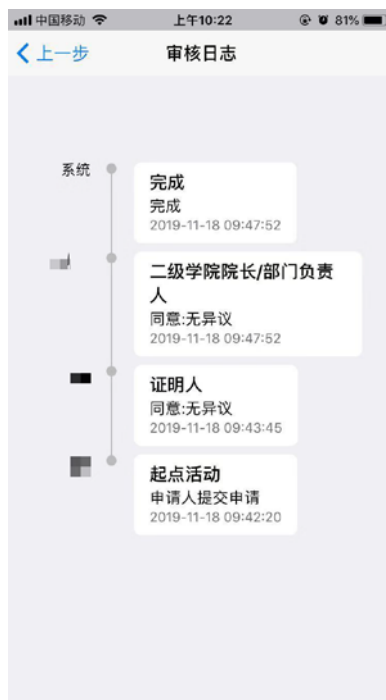 中国移动 上午10:22 81%
上一步 审核日志
系统
完成
完成
2019-11-18 09:47:52
二级学院院长/部门负责
人
同意:无异议
2019-11-18 09:47:52
证明人
同意:无异议
2019-11-18 09:43:45
起点活动
申请人提交申请
2019-11-18 09:42:20